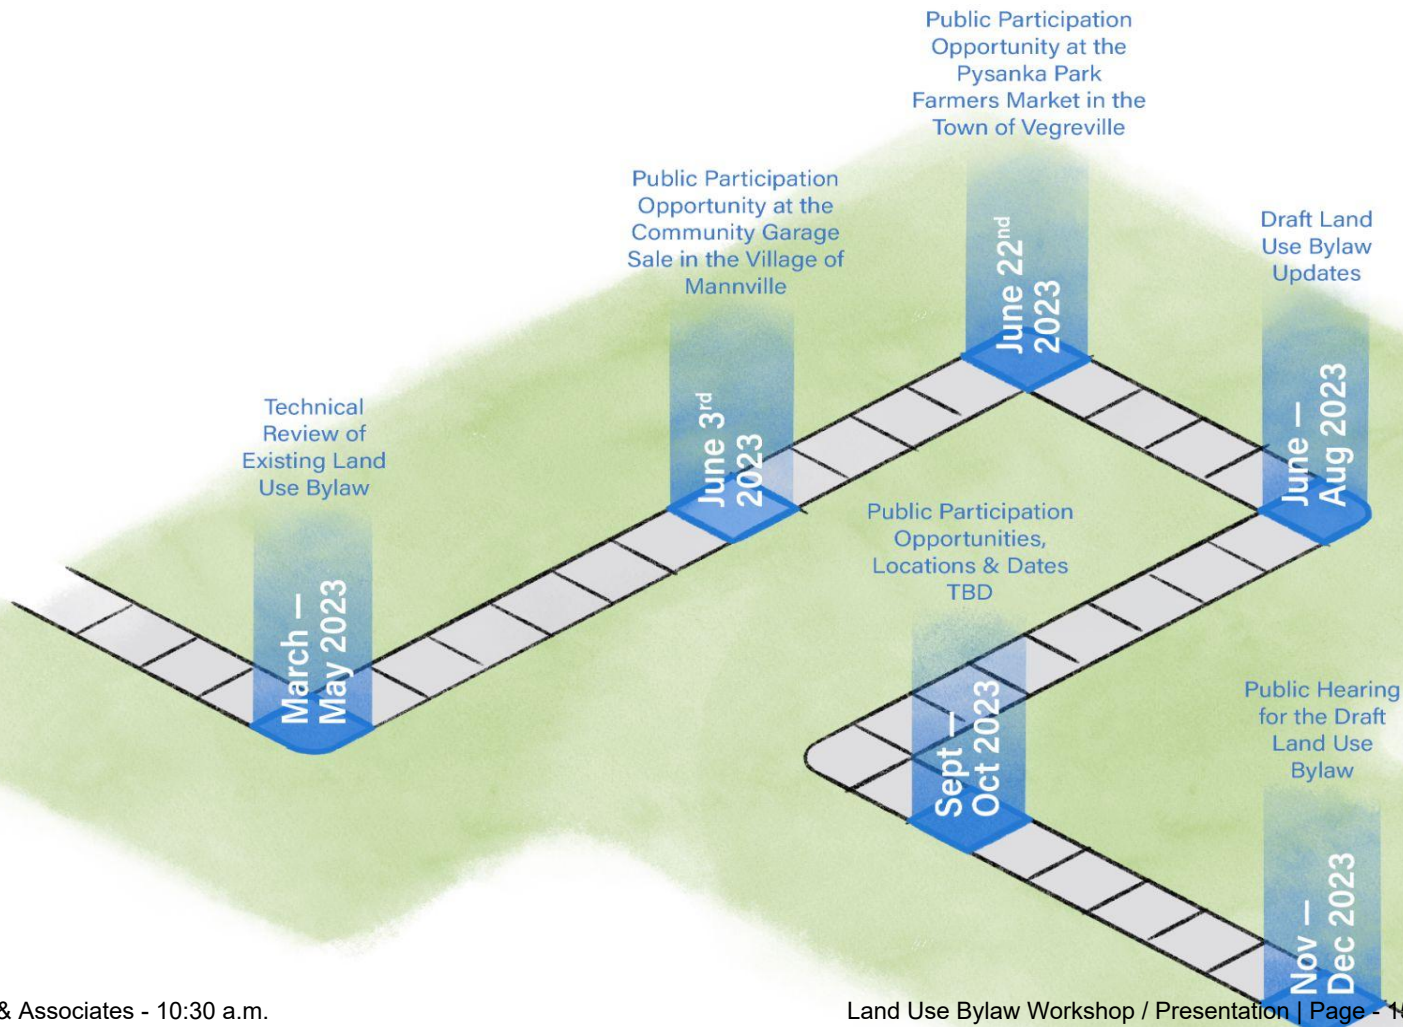 Technical
Review of
Existing Land
Use Bylaw
March —
May 2023
Public Participation
Opportunity at the
Community Garage
Sale in the Village of
Mannville
June 3rd
2023
Public Participation
Opportunity at the
Pysanka Park
Farmers Market in the
Town of Vegreville
June 22nd
2023
Draft Land
Use Bylaw
Updates
June —
Aug 2023
Public Participation
Opportunities,
Locations & Dates
TBD
Sept —
Oct 2023
Public Hearing
for the Draft
Land Use
Bylaw
Nov —
Dec 2023
& Associates - 10:30 a.m.
Land Use Bylaw Workshop / Presentation | Page - 15